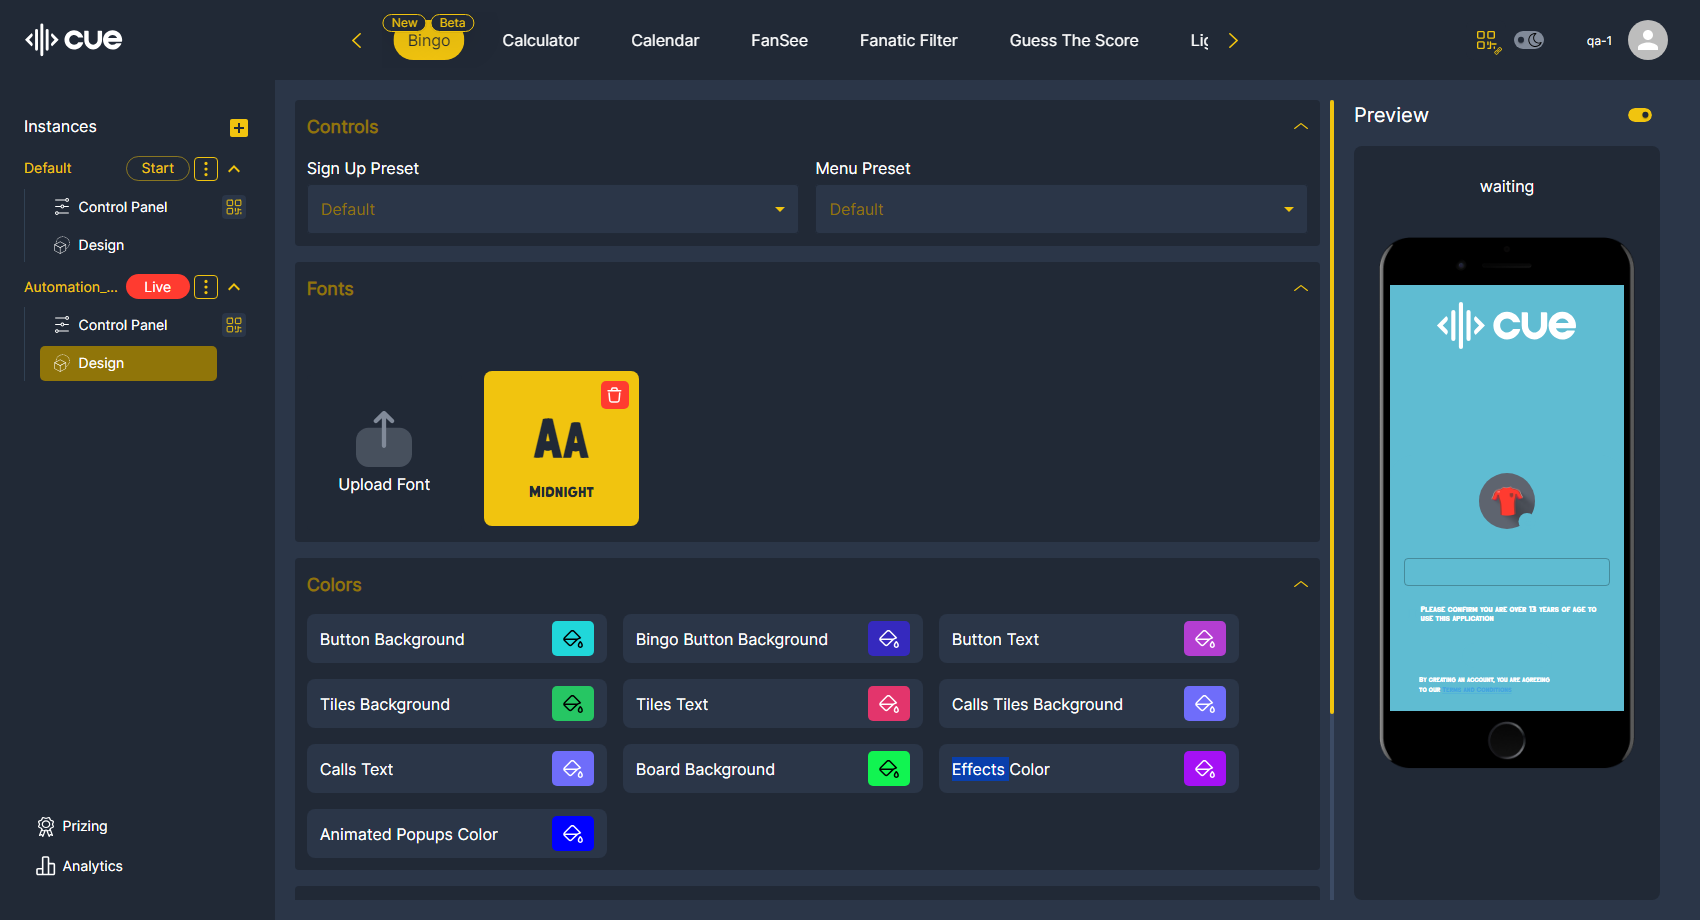 cue
New
Beta
Bingo
Calculator
Calendar
FanSee
Fanatic Filter
Guess The Score
qa-1
Instances
Default
Start
Control Panel
Design
Automation_...
Live
Control Panel
Design
Prizing
Analytics
Controls
Sign Up Preset
Menu Preset
Default
Default
Fonts
Upload Font
AA
MIDNIGHT
Colors
Button Background
Bingo Button Background
Button Text
Tiles Background
Tiles Text
Calls Tiles Background
Calls Text
Board Background
Effects Color
Animated Popups Color
Preview
waiting
cue
PLEASE CONFIRM YOU ARE OVER 13 YEARS OF AGE TO
USE THIS APPLICATION
BY CREATING AN ACCOUNT, YOU ARE AGREEING
TO OUR TERMS AND CONDITIONS